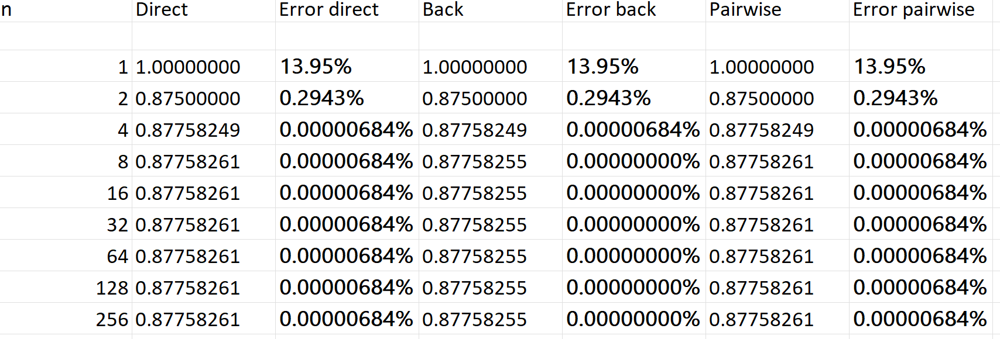 n Direct Error direct Back Error back Pairwise Error pairwise
1 1.00000000 13.95% 1.00000000 13.95% 1.00000000 13.95%
2 0.87500000 0.2943% 0.87500000 0.2943% 0.87500000 0.2943%
4 0.87758249 0.00000684% 0.87758249 0.00000684% 0.87758249 0.00000684%
8 0.87758261 0.00000684% 0.87758255 0.00000000% 0.87758261 0.00000684%
16 0.87758261 0.00000684% 0.87758255 0.00000000% 0.87758261 0.00000684%
32 0.87758261 0.00000684% 0.87758255 0.00000000% 0.87758261 0.00000684%
64 0.87758261 0.00000684% 0.87758255 0.00000000% 0.87758261 0.00000684%
128 0.87758261 0.00000684% 0.87758255 0.00000000% 0.87758261 0.00000684%
256 0.87758261 0.00000684% 0.87758255 0.00000000% 0.87758261 0.00000684%